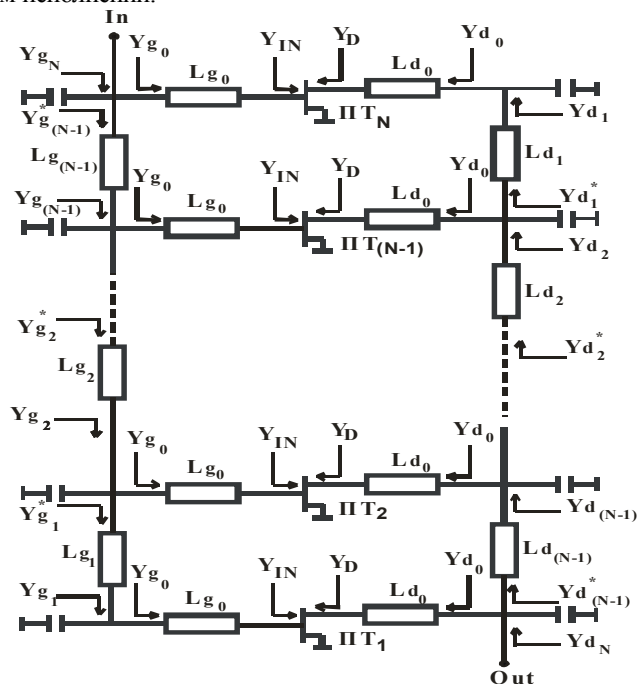 м исполнении.
In
Yg_N Yg_0 Lg_0 Y_IN Y_D Ld_0 Yd_0
Yg*_(N-1) ПТ_N Yd_1
Lg_(N-1) Ld_1
Yg_(N-1) Yg_0 Lg_0 Y_IN Y_D Ld_0 Yd_0 Yd*_1
ПТ_(N-1) Yd_2
Ld_2
Yg*_2 Yd*_2
Lg_2
Yg_2 Yg_0 Lg_0 Y_IN Y_D Ld_0 Yd_0
Yg*_1 ПТ_2 Yd_(N-1)
Lg_1 Ld_(N-1)
Yg_1 Yg_0 Lg_0 Y_IN Y_D Ld_0 Yd_0 Yd*_(N-1)
ПТ_1 Yd_N
Out